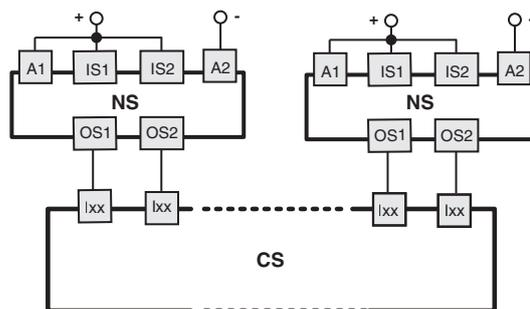 + - + -
A1 IS1 IS2 A2 A1 IS1 IS2 A2
NS NS
OS1 OS2 OS1 OS2
Ixx Ixx Ixx Ixx
CS